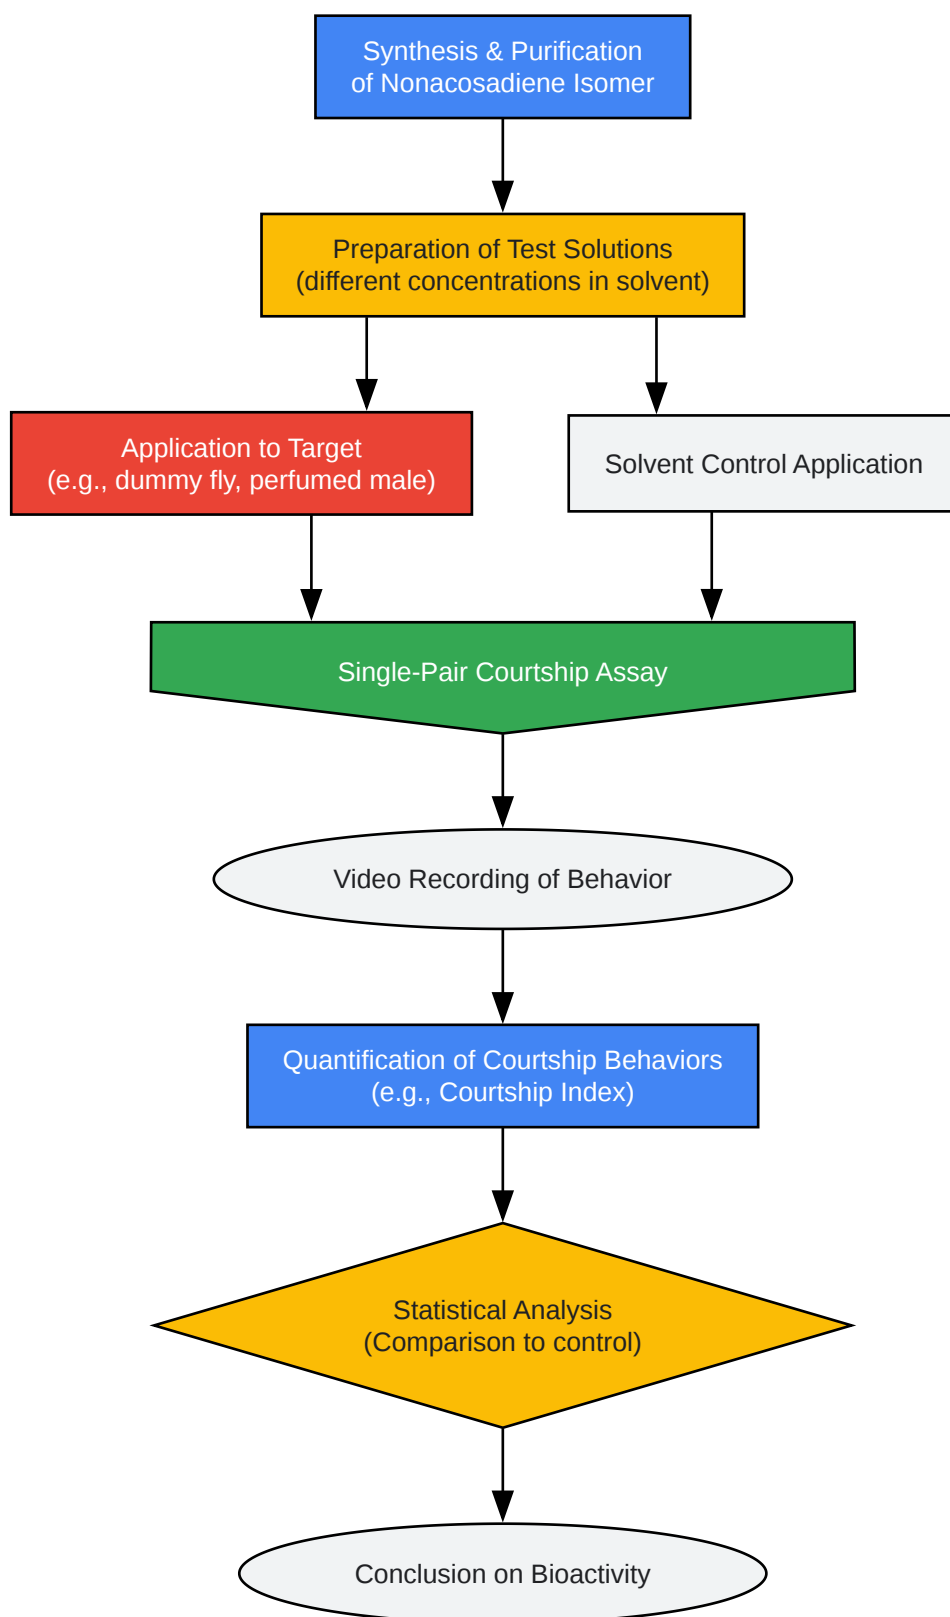 Synthesis & Purification
of Nonacosadiene Isomer
Preparation of Test Solutions
(different concentrations in solvent)
Application to Target
(e.g., dummy fly, perfumed male)
Solvent Control Application
Single-Pair Courtship Assay
Video Recording of Behavior
Quantification of Courtship Behaviors
(e.g., Courtship Index)
Statistical Analysis
(Comparison to control)
Conclusion on Bioactivity